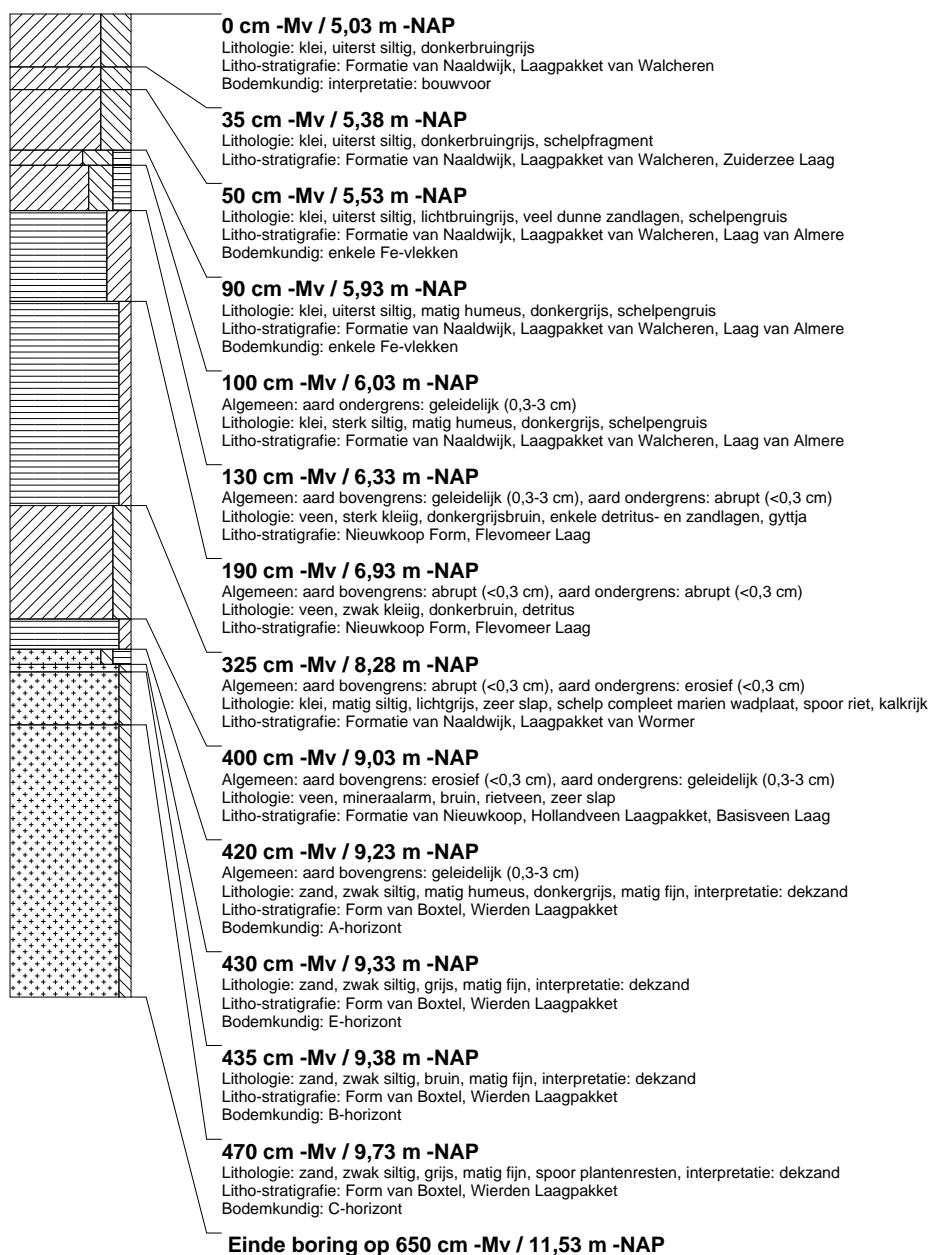 0 cm -Mv / 5,03 m -NAP
Lithologie: klei, uiterst siltig, donkerbruingrijs
Litho-stratigrafie: Formatie van Naaldwijk, Laagpakket van Walcheren
Bodemkundig: interpretatie: bouwvoor
35 cm -Mv / 5,38 m -NAP
Lithologie: klei, uiterst siltig, donkerbruingrijs, schelpfragment
Litho-stratigrafie: Formatie van Naaldwijk, Laagpakket van Walcheren, Zuiderzee Laag
50 cm -Mv / 5,53 m -NAP
Lithologie: klei, uiterst siltig, lichtbruingrijs, veel dunne zandlagen, schelpengruis
Litho-stratigrafie: Formatie van Naaldwijk, Laagpakket van Walcheren, Laag van Almere
Bodemkundig: enkele Fe-vlekken
90 cm -Mv / 5,93 m -NAP
Lithologie: klei, uiterst siltig, matig humeus, donkergrijs, schelpengruis
Litho-stratigrafie: Formatie van Naaldwijk, Laagpakket van Walcheren, Laag van Almere
Bodemkundig: enkele Fe-vlekken
100 cm -Mv / 6,03 m -NAP
Algemeen: aard ondergrens: geleidelijk (0,3-3 cm)
Lithologie: klei, sterk siltig, matig humeus, donkergrijs, schelpengruis
Litho-stratigrafie: Formatie van Naaldwijk, Laagpakket van Walcheren, Laag van Almere
130 cm -Mv / 6,33 m -NAP
Algemeen: aard bovengrens: geleidelijk (0,3-3 cm), aard ondergrens: abrupt (<0,3 cm)
Lithologie: veen, sterk kleiig, donkergrijsbruin, enkele detritus- en zandlagen, gyttja
Litho-stratigrafie: Nieuwkoop Form, Flevomeer Laag
190 cm -Mv / 6,93 m -NAP
Algemeen: aard bovengrens: abrupt (<0,3 cm), aard ondergrens: abrupt (<0,3 cm)
Lithologie: veen, zwak kleiig, donkerbruin, detritus
Litho-stratigrafie: Nieuwkoop Form, Flevomeer Laag
325 cm -Mv / 8,28 m -NAP
Algemeen: aard bovengrens: abrupt (<0,3 cm), aard ondergrens: erosief (<0,3 cm)
Lithologie: klei, matig siltig, lichtgrijs, zeer slap, schelp compleet marien wadplaat, spoor riet, kalkrijk
Litho-stratigrafie: Formatie van Naaldwijk, Laagpakket van Wormer
400 cm -Mv / 9,03 m -NAP
Algemeen: aard bovengrens: erosief (<0,3 cm), aard ondergrens: geleidelijk (0,3-3 cm)
Lithologie: veen, mineraalarm, bruin, rietveen, zeer slap
Litho-stratigrafie: Formatie van Nieuwkoop, Hollandveen Laagpakket, Basisveen Laag
420 cm -Mv / 9,23 m -NAP
Algemeen: aard bovengrens: geleidelijk (0,3-3 cm)
Lithologie: zand, zwak siltig, matig humeus, donkergrijs, matig fijn, interpretatie: dekzand
Litho-stratigrafie: Form van Boxtel, Wierden Laagpakket
Bodemkundig: A-horizont
430 cm -Mv / 9,33 m -NAP
Lithologie: zand, zwak siltig, grijs, matig fijn, interpretatie: dekzand
Litho-stratigrafie: Form van Boxtel, Wierden Laagpakket
Bodemkundig: E-horizont
435 cm -Mv / 9,38 m -NAP
Lithologie: zand, zwak siltig, bruin, matig fijn, interpretatie: dekzand
Litho-stratigrafie: Form van Boxtel, Wierden Laagpakket
Bodemkundig: B-horizont
470 cm -Mv / 9,73 m -NAP
Lithologie: zand, zwak siltig, grijs, matig fijn, spoor plantenresten, interpretatie: dekzand
Litho-stratigrafie: Form van Boxtel, Wierden Laagpakket
Bodemkundig: C-horizont
Einde boring op 650 cm -Mv / 11,53 m -NAP